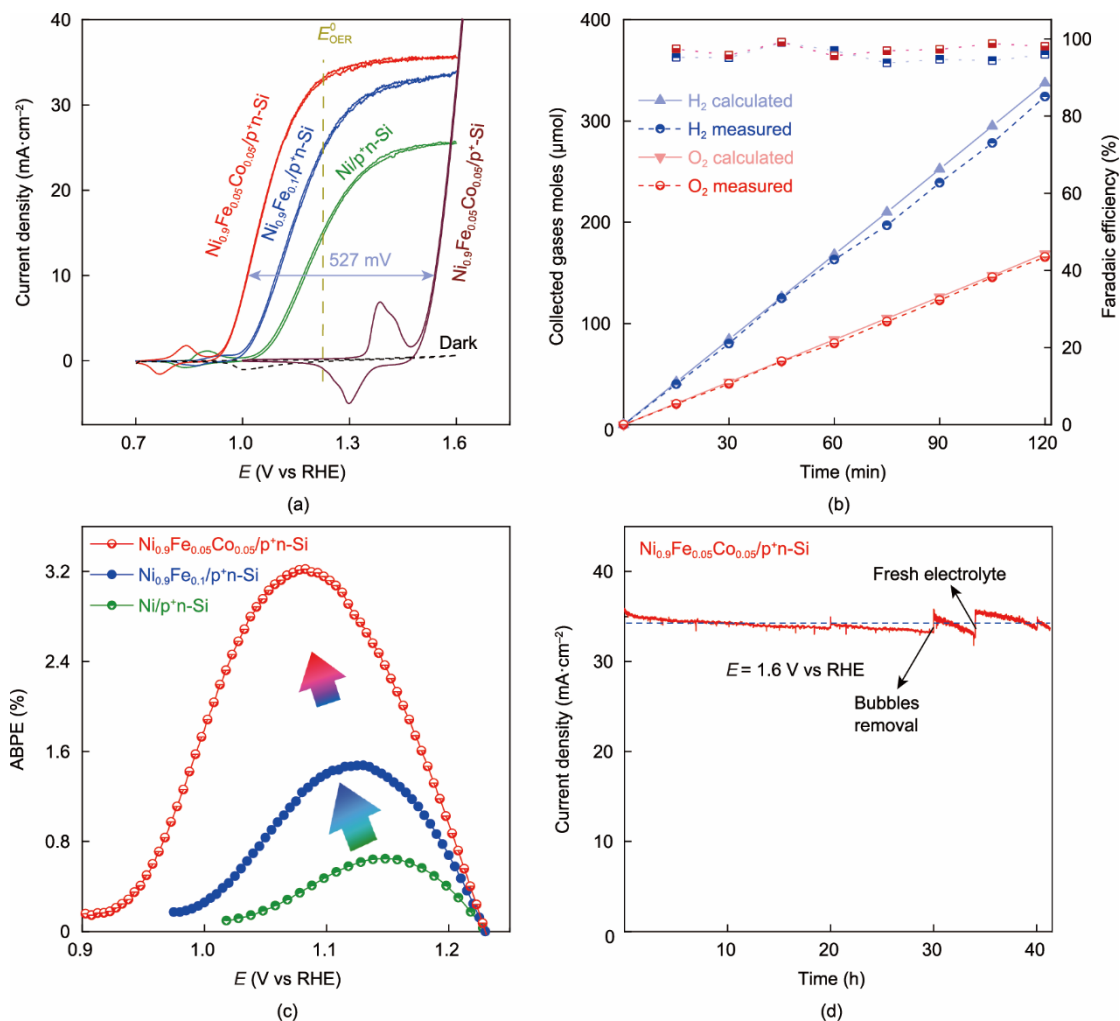 40
30
20
10
0
Current density (mA·cm⁻²)
E⁰OER
Ni₀.₉Fe₀.₀₅Co₀.₀₅/p⁺n-Si
Ni₀.₉Fe₀.₁/p⁺n-Si
Ni/p⁺n-Si
Ni₀.₉Fe₀.₀₅Co₀.₀₅/p⁺-Si
527 mV
Dark
0.7 1.0 1.3 1.6
E (V vs RHE)
(a)
400
300
200
100
0
Collected gases moles (μmol)
H₂ calculated
H₂ measured
O₂ calculated
O₂ measured
100
80
60
40
20
0
Faradaic efficiency (%)
30 60 90 120
Time (min)
(b)
3.2
2.4
1.6
0.8
0
ABPE (%)
Ni₀.₉Fe₀.₀₅Co₀.₀₅/p⁺n-Si
Ni₀.₉Fe₀.₁/p⁺n-Si
Ni/p⁺n-Si
0.9 1.0 1.1 1.2
E (V vs RHE)
(c)
Ni₀.₉Fe₀.₀₅Co₀.₀₅/p⁺n-Si
40
34
24
14
0
Current density (mA·cm⁻²)
Fresh electrolyte
E = 1.6 V vs RHE
Bubbles
removal
0 10 20 30 40
Time (h)
(d)